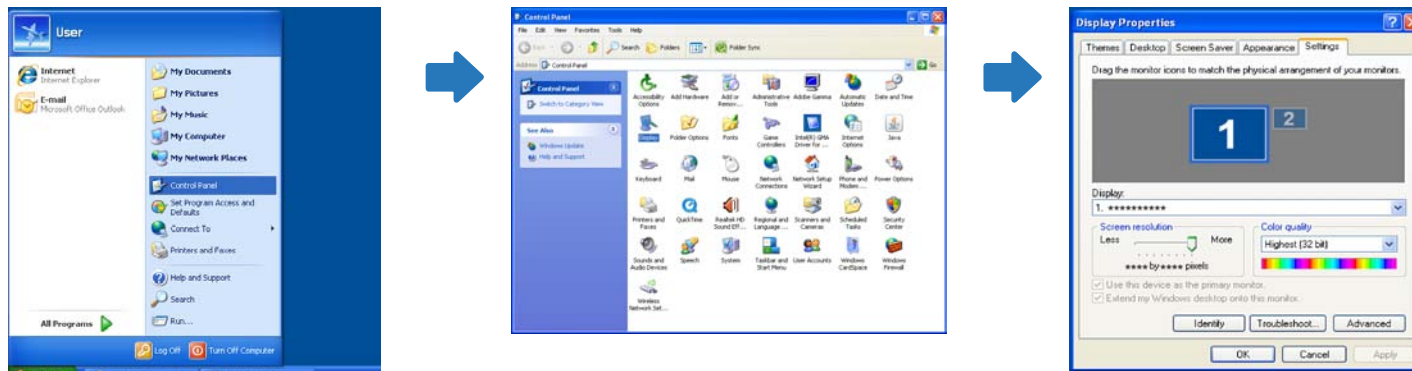 User
Internet
Internet Explorer
E-mail
Microsoft Office Outlook
All Programs
My Documents
My Pictures
My Music
My Computer
My Network Places
Control Panel
Set Program Access and
Defaults
Connect To
Printers and Faxes
Help and Support
Search
Run...
Log Off
Turn Off Computer
Control Panel
File Edit View Favorites Tools Help
Search Folders Folder Sync
Address Control Panel Go
Control Panel
Switch to Category View
See Also
Windows Update
Help and Support
Accessibility
Options
Add Hardware
Add or
Remov...
Administrative
Tools
Adobe Gamma
Automatic
Updates
Date and Time
Display
Folder Options
Fonts
Game
Controllers
Intel(R) GMA
Driver for ...
Internet
Options
Java
Keyboard
Mail
Mouse
Network
Connections
Network Setup
Wizard
Phone and
Modem ...
Power Options
Printers and
Faxes
QuickTime
Realtek HD
Sound Eff...
Regional and
Language ...
Scanners and
Cameras
Scheduled
Tasks
Security
Center
Sounds and
Audio Devices
Speech
System
Taskbar and
Start Menu
User Accounts
Windows
CardSpace
Windows
Firewall
Wireless
Network Set...
Display Properties
Themes Desktop Screen Saver Appearance Settings
Drag the monitor icons to match the physical arrangement of your monitors.
1
2
Display:
1. **********
Screen resolution
Less More
**** by **** pixels
Color quality
Highest (32 bit)
Use this device as the primary monitor.
Extend my Windows desktop onto this monitor.
Identify Troubleshoot... Advanced
OK Cancel Apply